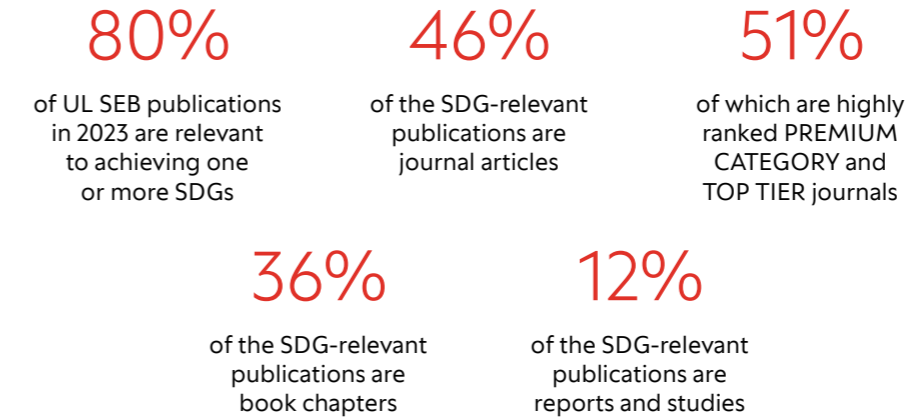 80%
of UL SEB publications
in 2023 are relevant
to achieving one
or more SDGs
46%
of the SDG-relevant
publications are
journal articles
51%
of which are highly
ranked PREMIUM
CATEGORY and
TOP TIER journals
36%
of the SDG-relevant
publications are
book chapters
12%
of the SDG-relevant
publications are
reports and studies